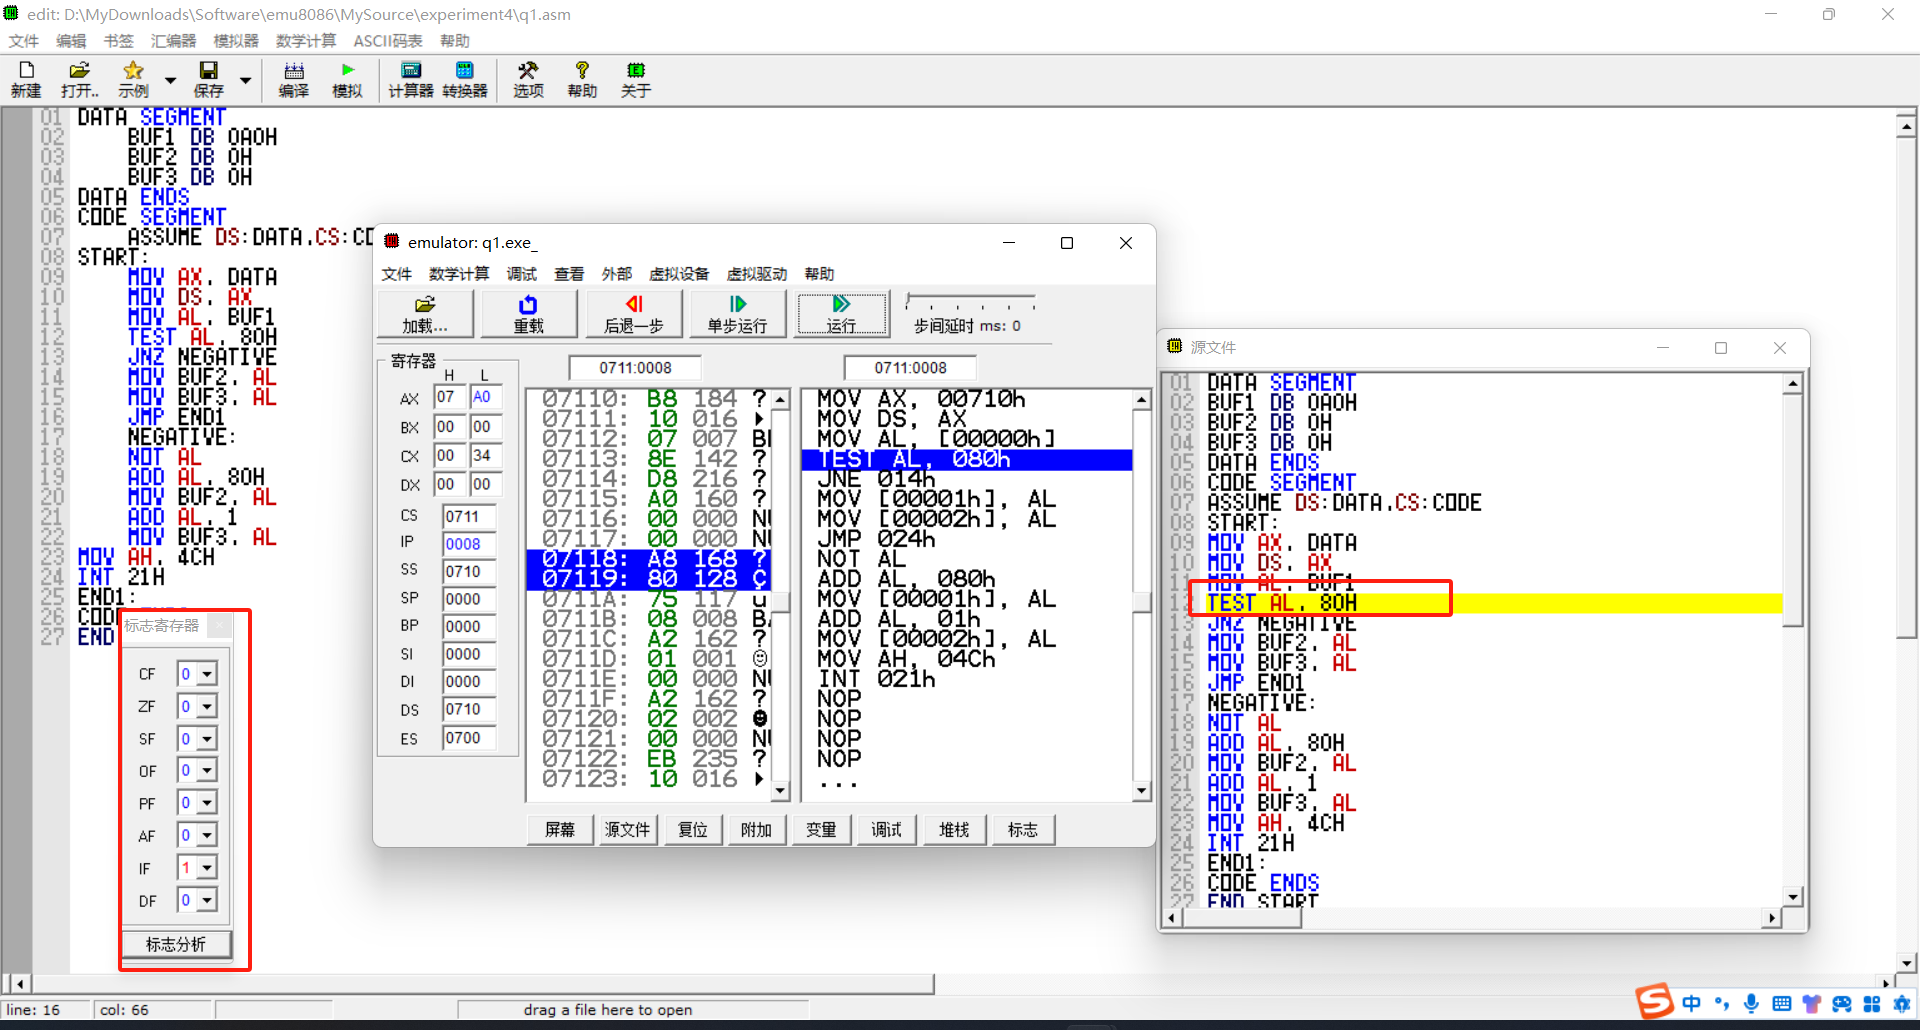 edit: D:\MyDownloads\Software\emu8086\MySource\experiment4\q1.asm
文件 编辑 书签 汇编器 模拟器 数学计算 ASCII码表 帮助
新建 打开.. 示例 保存 编译 模拟 计算器 转换器 选项 帮助 关于
01 DATA SEGMENT
02 BUF1 DB 0A0H
03 BUF2 DB 0H
04 BUF3 DB 0H
05 DATA ENDS
06 CODE SEGMENT
07 ASSUME DS:DATA,CS:CD
08 START:
09 MOV AX, DATA
10 MOV DS, AX
11 MOV AL, BUF1
12 TEST AL, 80H
13 JNZ NEGATIVE
14 MOV BUF2, AL
15 MOV BUF3, AL
16 JMP END1
17 NEGATIVE:
18 NOT AL
19 ADD AL, 80H
20 MOV BUF2, AL
21 ADD AL, 1
22 MOV BUF3, AL
23 MOV AH, 4CH
24 INT 21H
25 END1:
26 CODE ENDS
27 END
标志寄存器
CF 0
ZF 0
SF 0
OF 0
PF 0
AF 0
IF 1
DF 0
标志分析
emulator: q1.exe_
文件 数学计算 调试 查看 外部 虚拟设备 虚拟驱动 帮助
加载... 重载 后退一步 单步运行 运行 步间延时 ms: 0
寄存器 H L
0711:0008 0711:0008
AX 07 A0
BX 00 00
CX 00 34
DX 00 00
CS 0711
IP 0008
SS 0710
SP 0000
BP 0000
SI 0000
DI 0000
DS 0710
ES 0700
07110: B8 184 ?
07111: 10 016 ►
07112: 07 007 BE
07113: 8E 142 ?
07114: D8 216 ?
07115: A0 160 ?
07116: 00 000 NU
07117: 00 000 NU
07118: A8 168 ?
07119: 80 128 Ç
0711A: 75 117 u
0711B: 08 008 BA
0711C: A2 162 ?
0711D: 01 001 ☺
0711E: 00 000 NU
0711F: A2 162 ?
07120: 02 002 ☻
07121: 00 000 NU
07122: EB 235 ?
07123: 10 016 ►
MOV AX, 00710h
MOV DS, AX
MOV AL, [00000h]
TEST AL, 080h
JNE 014h
MOV [00001h], AL
MOV [00002h], AL
JMP 024h
NOT AL
ADD AL, 080h
MOV [00001h], AL
ADD AL, 01h
MOV [00002h], AL
MOV AH, 04Ch
INT 021h
NOP
NOP
NOP
NOP
...
屏幕 源文件 复位 附加 变量 调试 堆栈 标志
源文件
01 DATA SEGMENT
02 BUF1 DB 0A0H
03 BUF2 DB 0H
04 BUF3 DB 0H
05 DATA ENDS
06 CODE SEGMENT
07 ASSUME DS:DATA,CS:CODE
08 START:
09 MOV AX, DATA
10 MOV DS, AX
11 MOV AL, BUF1
12 TEST AL, 80H
13 JNZ NEGATIVE
14 MOV BUF2, AL
15 MOV BUF3, AL
16 JMP END1
17 NEGATIVE:
18 NOT AL
19 ADD AL, 80H
20 MOV BUF2, AL
21 ADD AL, 1
22 MOV BUF3, AL
23 MOV AH, 4CH
24 INT 21H
25 END1:
26 CODE ENDS
27 END START
line: 16 col: 66 drag a file here to open
S 中